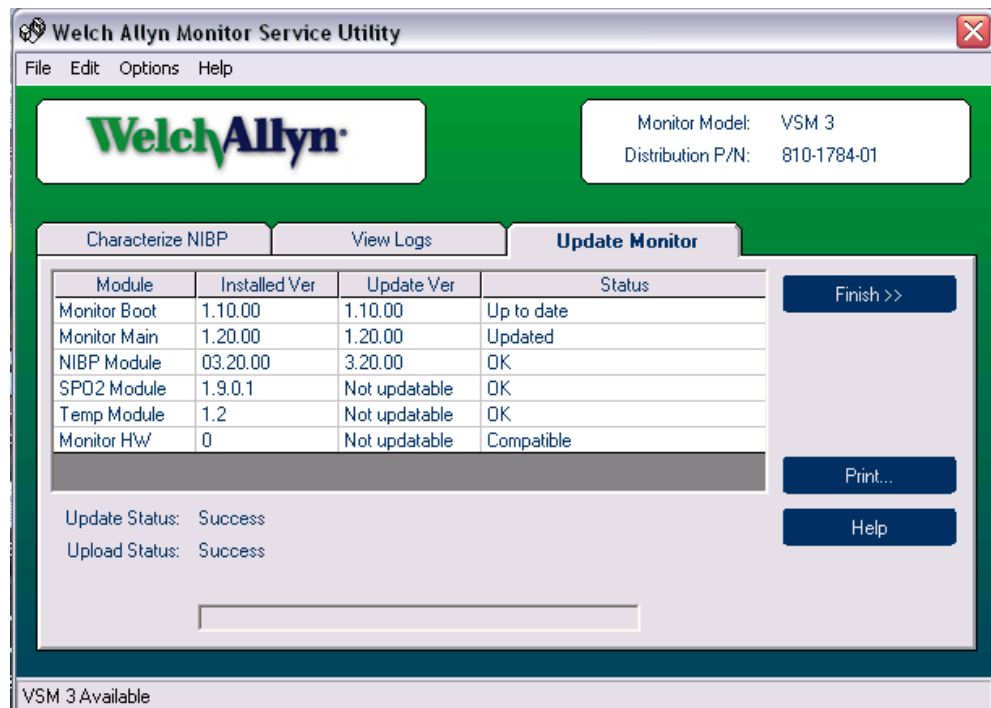 Welch Allyn Monitor Service Utility
File Edit Options Help
WelchAllyn
Monitor Model: VSM 3
Distribution P/N: 810-1784-01
Characterize NIBP View Logs Update Monitor
Module Installed Ver Update Ver Status
Monitor Boot 1.10.00 1.10.00 Up to date
Monitor Main 1.20.00 1.20.00 Updated
NIBP Module 03.20.00 3.20.00 OK
SPO2 Module 1.9.0.1 Not updatable OK
Temp Module 1.2 Not updatable OK
Monitor HW 0 Not updatable Compatible
Finish >>
Print...
Help
Update Status: Success
Upload Status: Success
VSM 3 Available